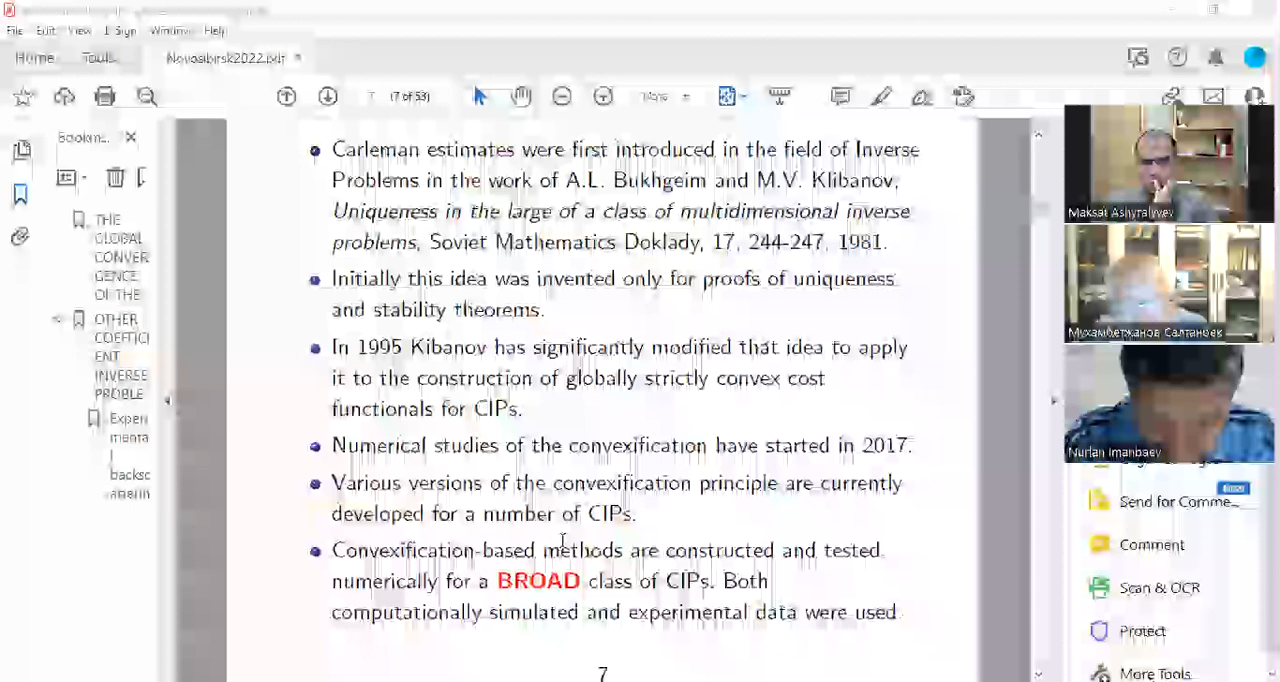 File Edit View E Sign Window Help
Home Tools Novosibirsk2022.pdf ×
7 (7 of 53)
Bookm...
THE
GLOBAL
CONVER
GENCE
OF THE
OTHER
COEFFICI
ENT
INVERSE
PROBLE
Experi
menta
l
backsc
atterin
• Carleman estimates were first introduced in the field of Inverse
Problems in the work of A.L. Bukhgeim and M.V. Klibanov,
Uniqueness in the large of a class of multidimensional inverse
problems, Soviet Mathematics Doklady, 17, 244-247, 1981.
• Initially this idea was invented only for proofs of uniqueness
and stability theorems.
• In 1995 Kibanov has significantly modified that idea to apply
it to the construction of globally strictly convex cost
functionals for CIPs.
• Numerical studies of the convexification have started in 2017.
• Various versions of the convexification principle are currently
developed for a number of CIPs.
• Convexification-based methods are constructed and tested
numerically for a BROAD class of CIPs. Both
computationally simulated and experimental data were used
7
Maksat Ashyralyyev
Мухамбетжанов Салтанбек
Nurlan Imanbaev
Send for Comme...
Comment
Scan & OCR
Protect
More Tools